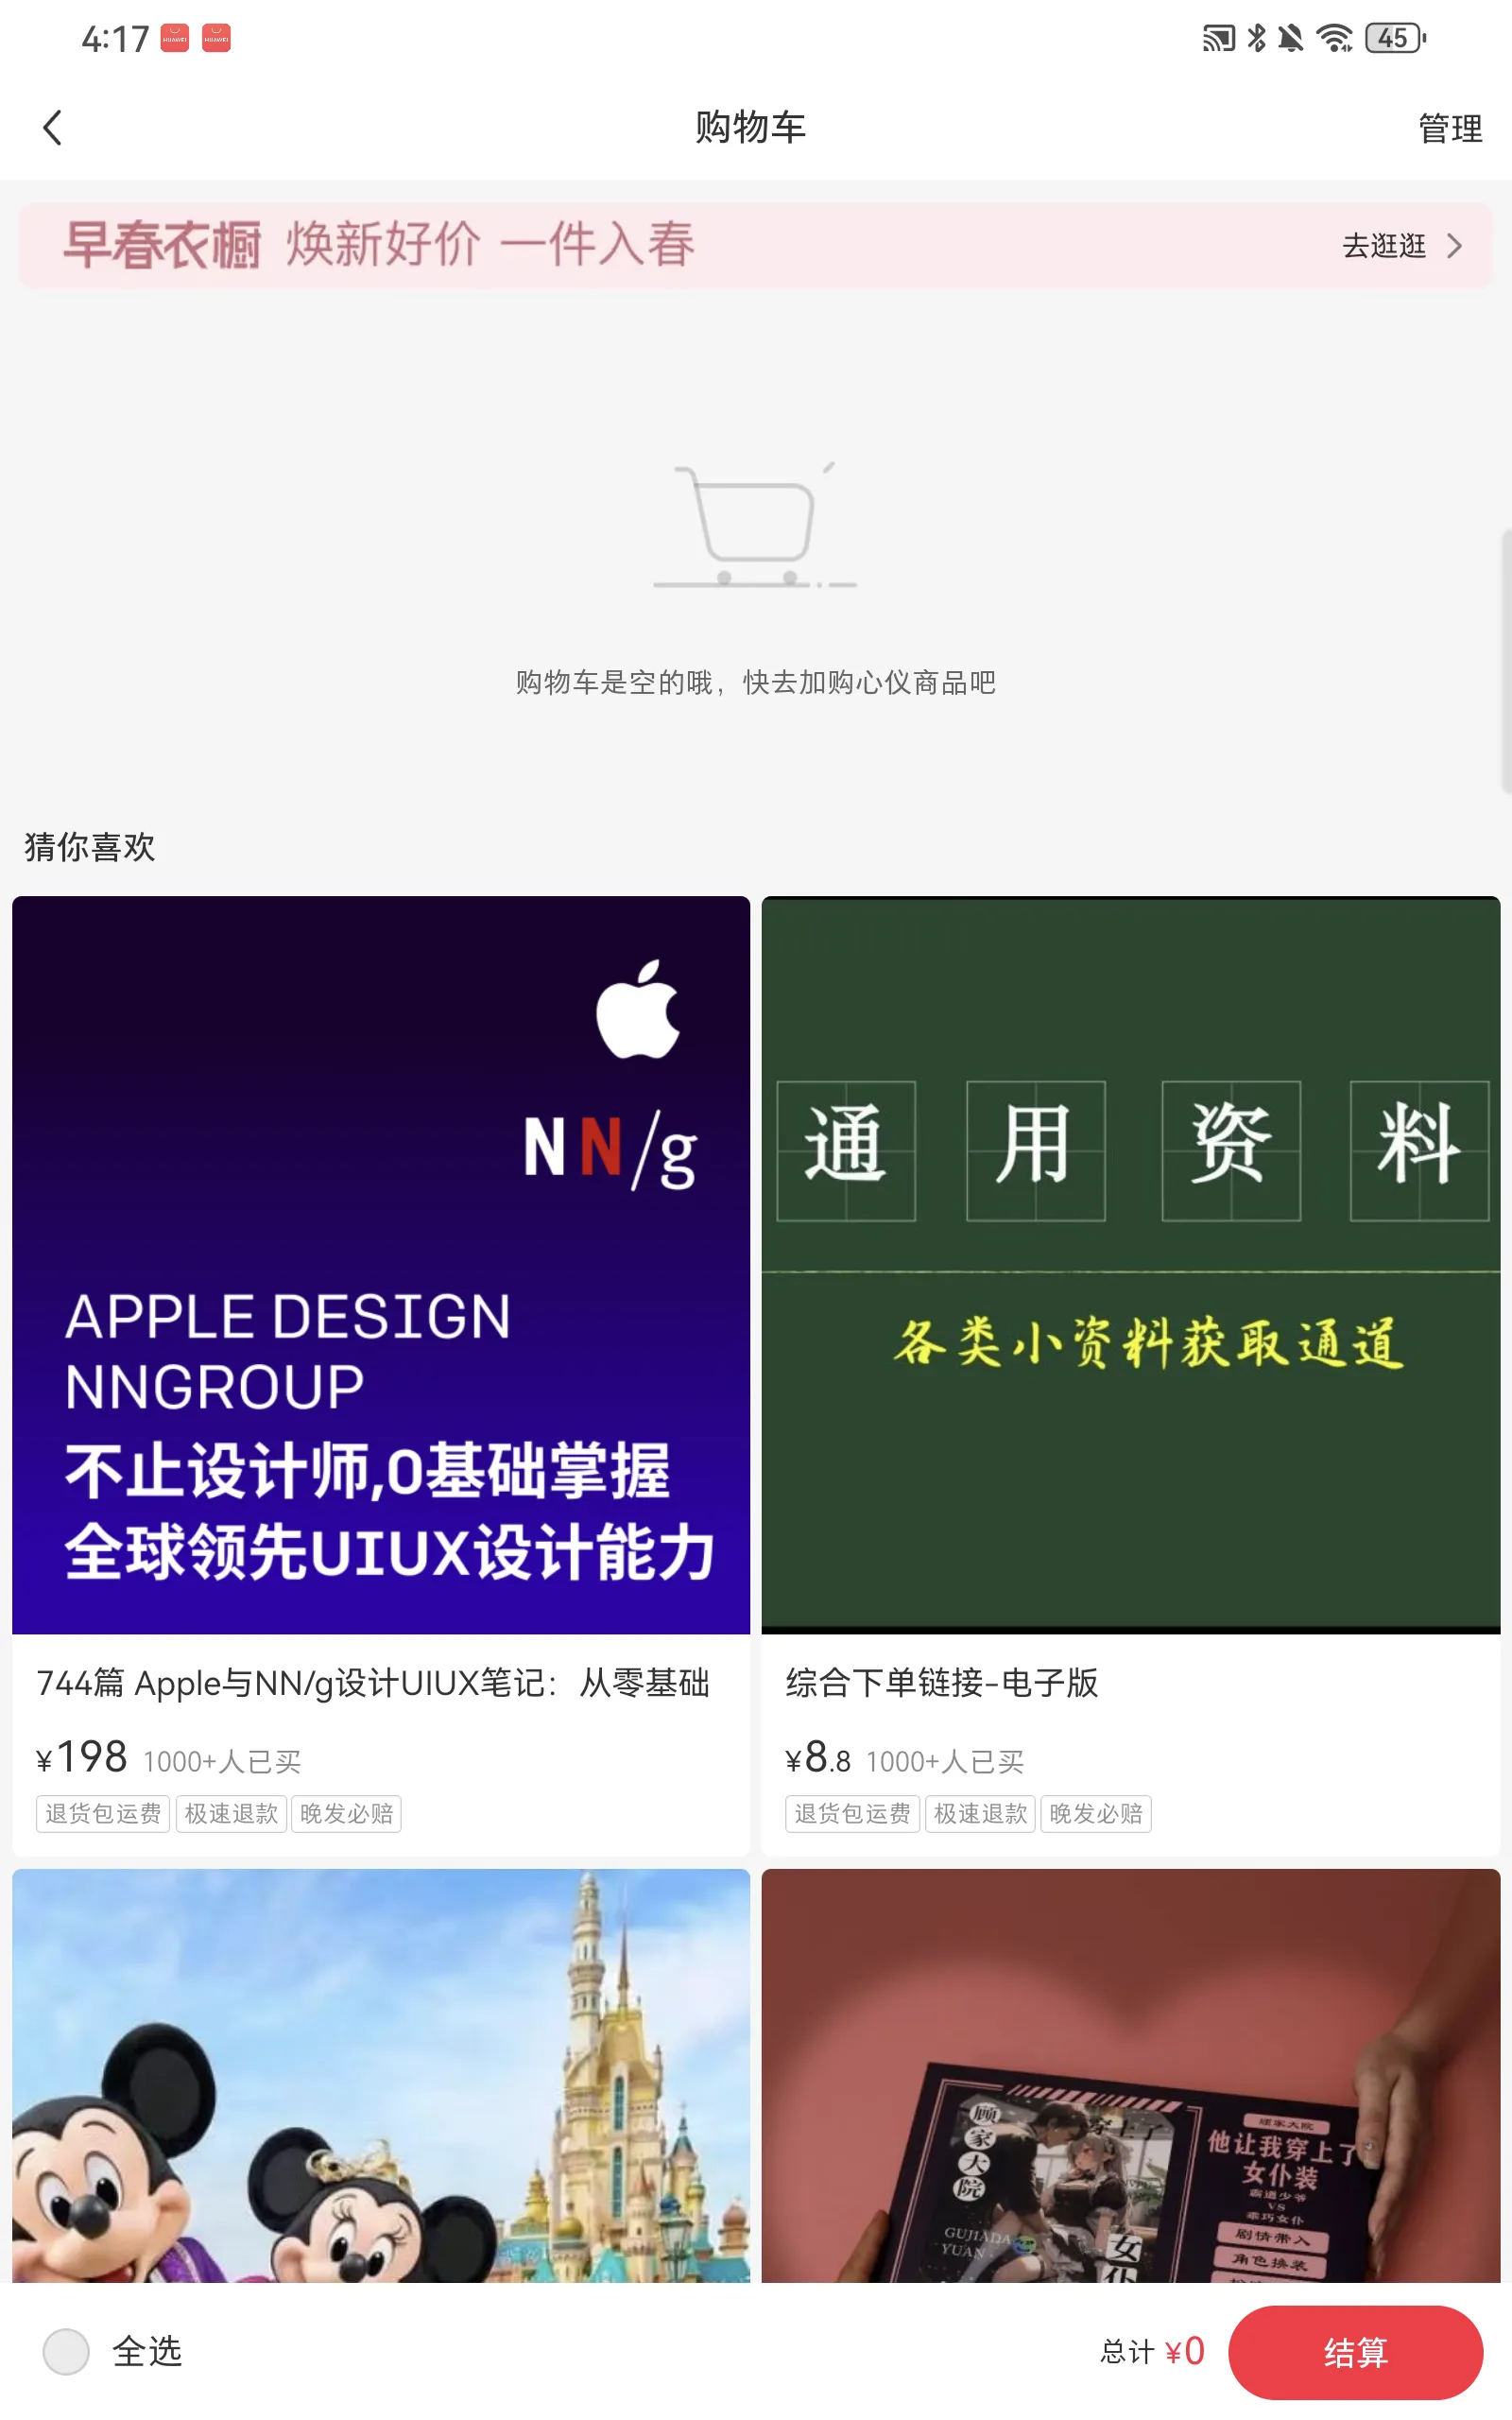 4:17
HUAWEI HUAWEI
45
购物车
管理
早春衣橱 焕新好价 一件入春
去逛逛
购物车是空的哦，快去加购心仪商品吧
猜你喜欢
NN/g
APPLE DESIGN
NNGROUP
不止设计师,0基础掌握
全球领先UIUX设计能力
通用资料
各类小资料获取通道
744篇 Apple与NN/g设计UIUX笔记：从零基础
¥198 1000+人已买
退货包运费 极速退款 晚发必赔
综合下单链接-电子版
¥8.8 1000+人已买
退货包运费 极速退款 晚发必赔
顾家大院
GUJIADA
YUAN
他让我穿上了
女仆装
霸道少爷
VS
乖巧女仆
剧情带入
角色换装
全选
总计 ¥0
结算